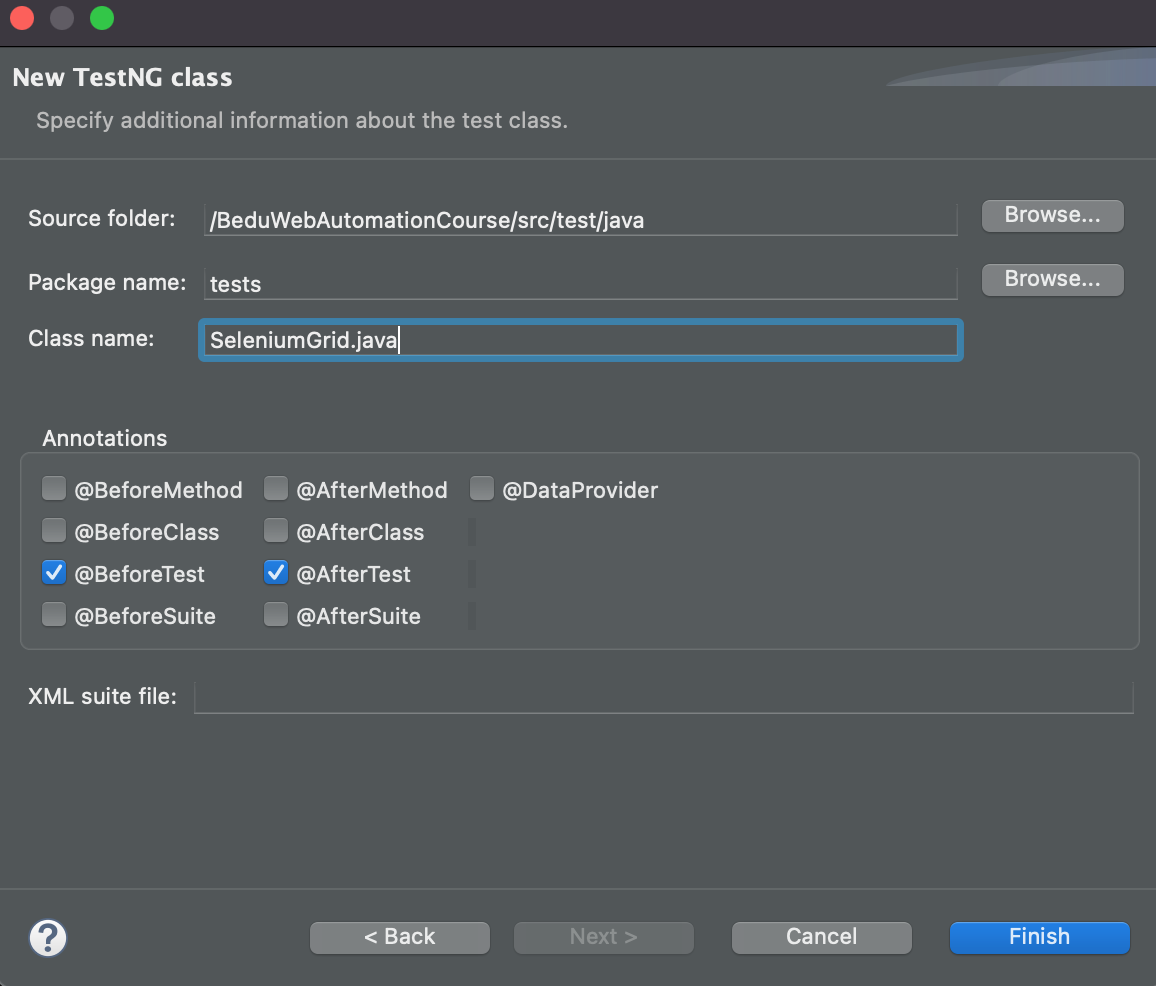 New TestNG class
Specify additional information about the test class.
Source folder: /BeduWebAutomationCourse/src/test/java Browse...
Package name: tests Browse...
Class name: SeleniumGrid.java
Annotations
@BeforeMethod @AfterMethod @DataProvider
@BeforeClass @AfterClass
@BeforeTest @AfterTest
@BeforeSuite @AfterSuite
XML suite file:
? < Back Next > Cancel Finish